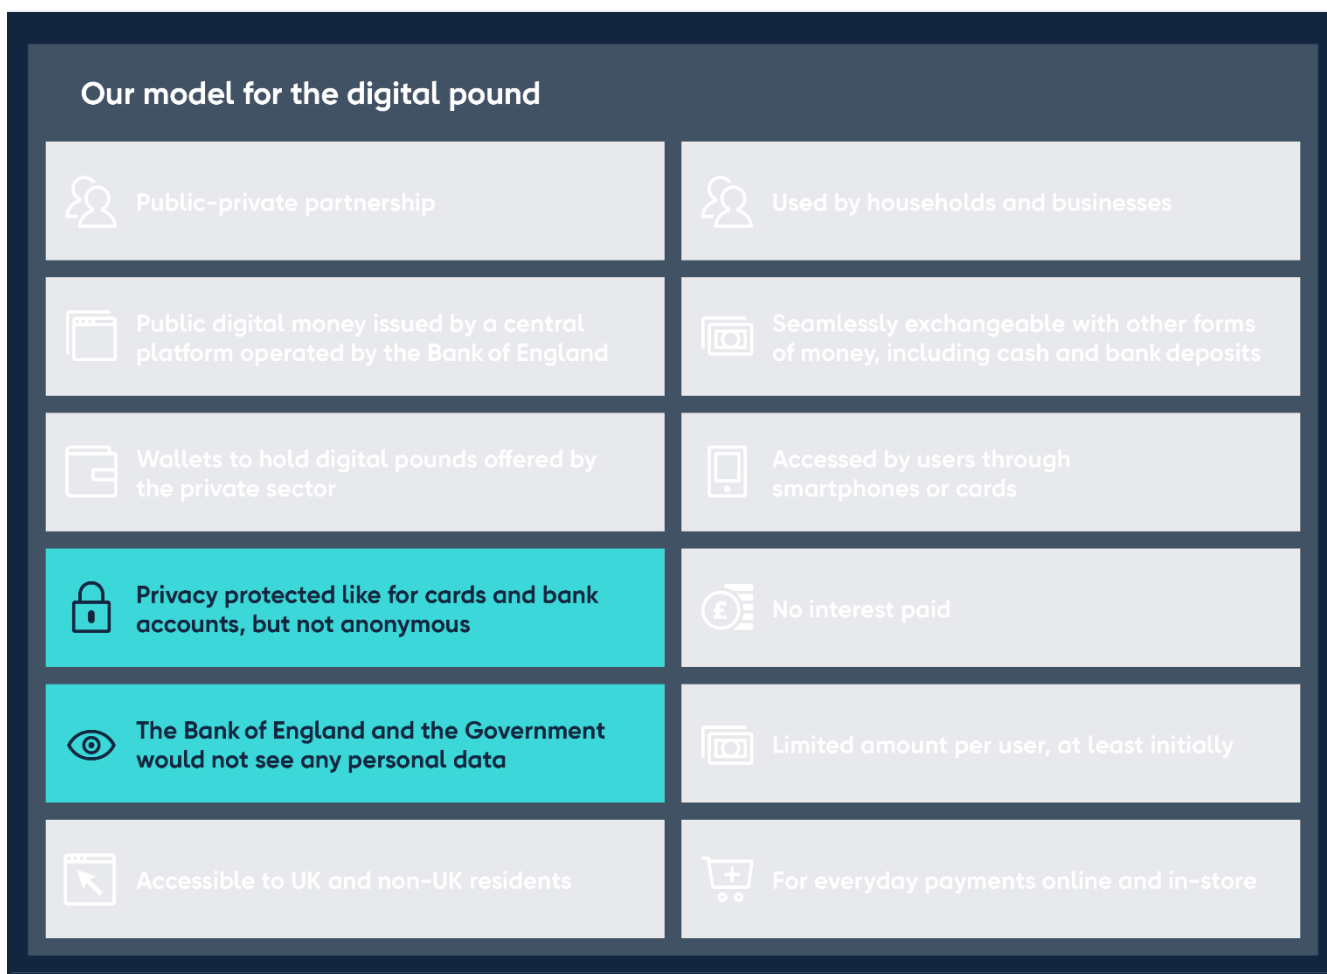 Our model for the digital pound
Public-private partnership
Used by households and businesses
Public digital money issued by a central
platform operated by the Bank of England
Seamlessly exchangeable with other forms
of money, including cash and bank deposits
Wallets to hold digital pounds offered by
the private sector
Accessed by users through
smartphones or cards
Privacy protected like for cards and bank
accounts, but not anonymous
£
No interest paid
The Bank of England and the Government
would not see any personal data
Limited amount per user, at least initially
Accessible to UK and non-UK residents
For everyday payments online and in-store